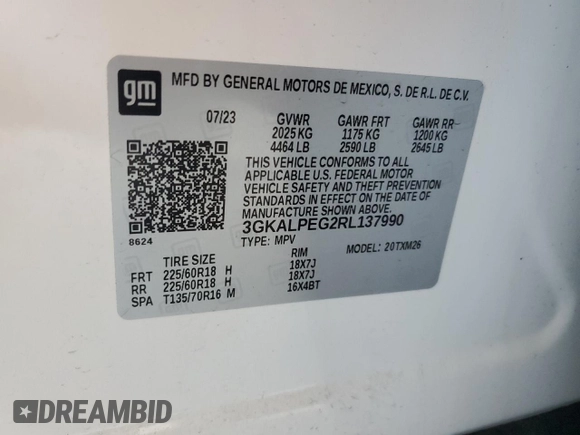 gm
MFD BY GENERAL MOTORS DE MEXICO, S. DE R.L. DE C.V.
07/23 GVWR GAWR FRT GAWR RR
2025 KG 1175 KG 1200 KG
4464 LB 2590 LB 2645 LB
THIS VEHICLE CONFORMS TO ALL
APPLICABLE U.S. FEDERAL MOTOR
VEHICLE SAFETY AND THEFT PREVENTION
STANDARDS IN EFFECT ON THE DATE OF
MANUFACTURE SHOWN ABOVE.
3GKALPEG2RL137990
8624
TYPE: MPV MODEL: 20TXM26
TIRE SIZE RIM
FRT 225/60R18 H 18X7J
RR 225/60R18 H 18X7J
SPA T135/70R16 M 16X4BT
DREAMBID